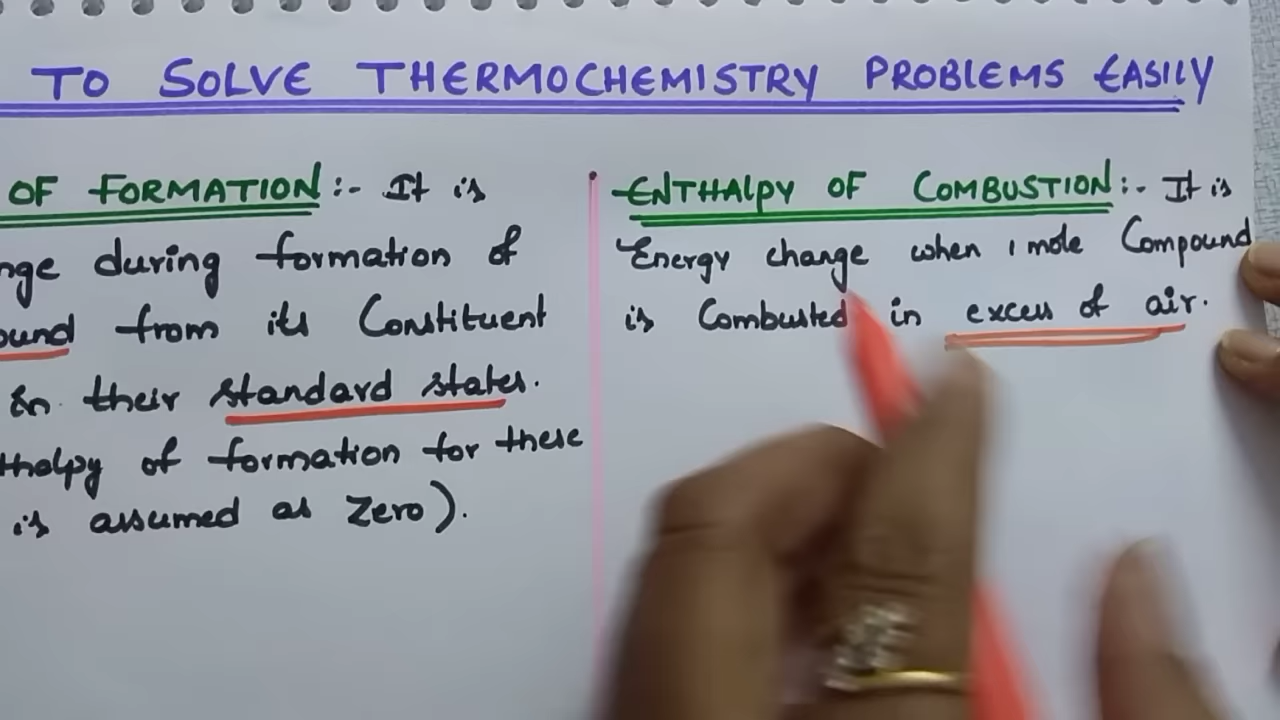 TO SOLVE THERMOCHEMISTRY PROBLEMS EASILY
OF FORMATION :- It is
nge during formation of
ound from its Constituent
in their standard states.
thalpy of formation for these
is assumed as zero).
ENTHALPY OF COMBUSTION :- It is
Energy change when 1 mole Compound
is Combusted in excess of air.